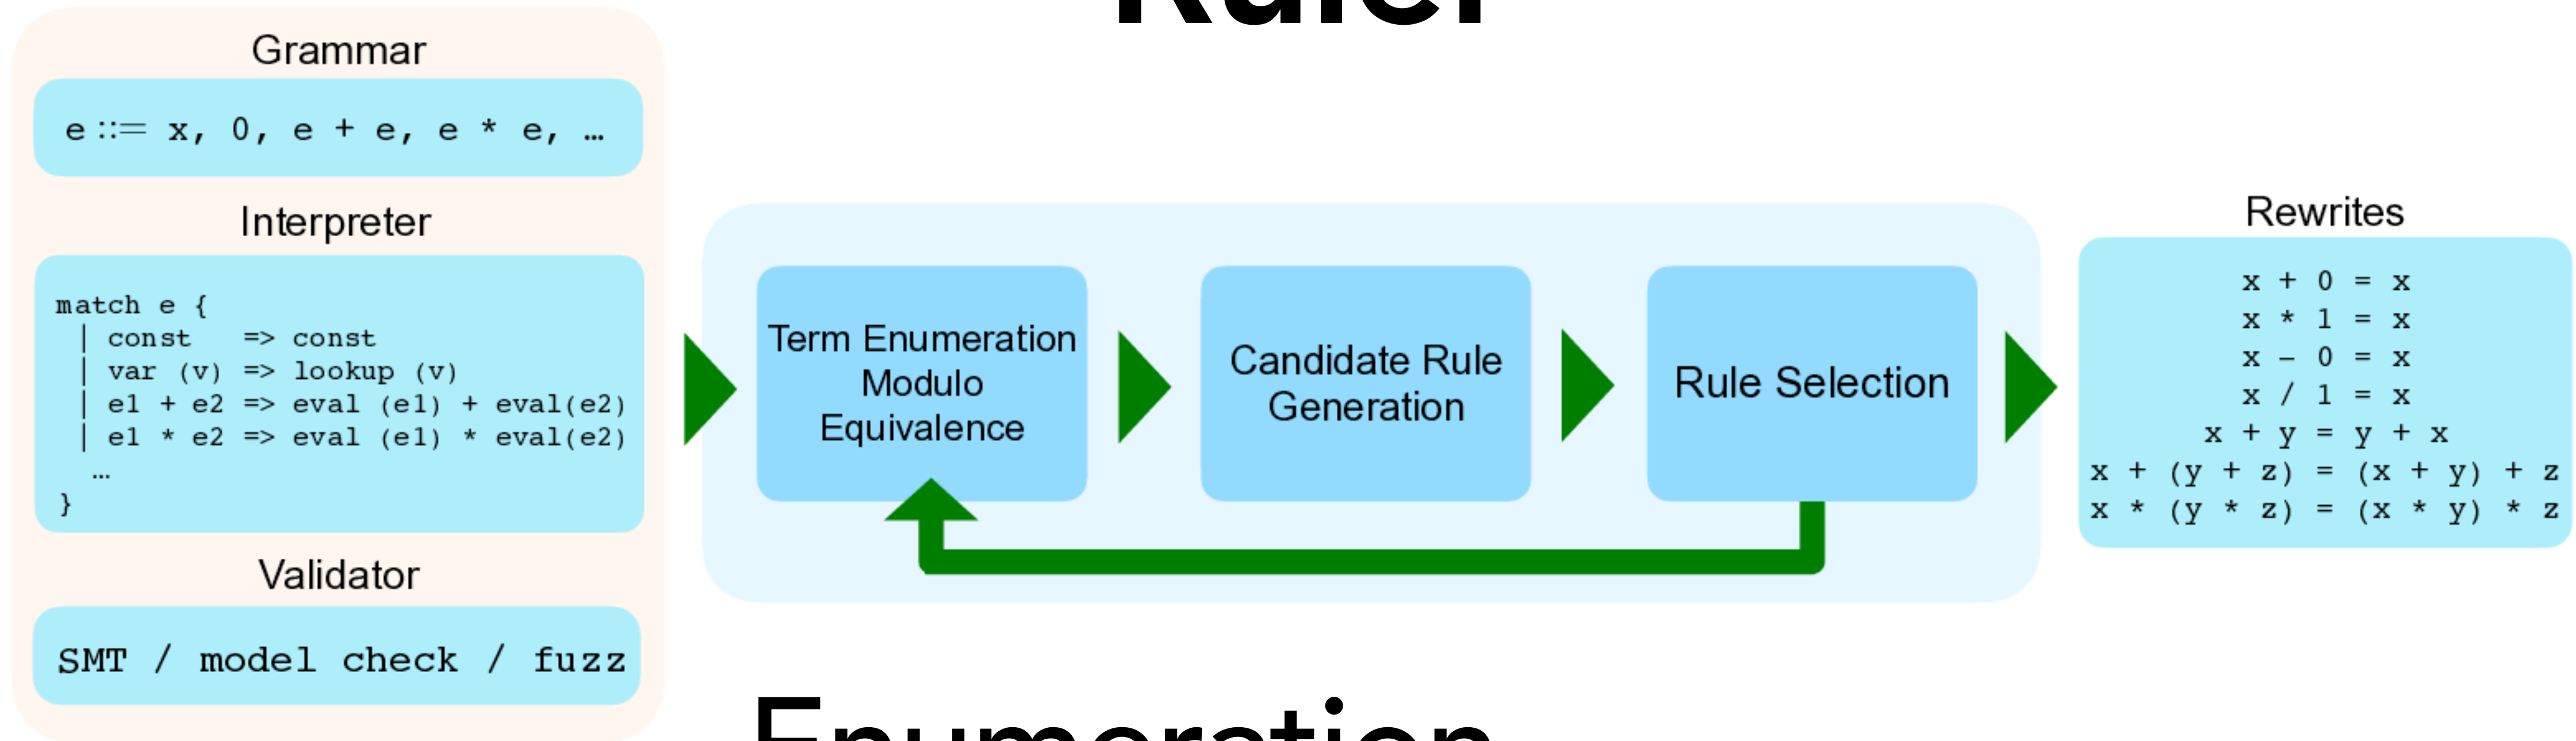 Ruler
Grammar
e ::= x, 0, e + e, e * e, …
Interpreter
match e {
| const => const
| var (v) => lookup (v)
| e1 + e2 => eval (e1) + eval(e2)
| e1 * e2 => eval (e1) * eval(e2)
…
}
Validator
SMT / model check / fuzz
Term Enumeration
Modulo
Equivalence
Candidate Rule
Generation
Rule Selection
Rewrites
x + 0 = x
x * 1 = x
x – 0 = x
x / 1 = x
x + y = y + x
x + (y + z) = (x + y) + z
x * (y * z) = (x * y) * z
Enumeration